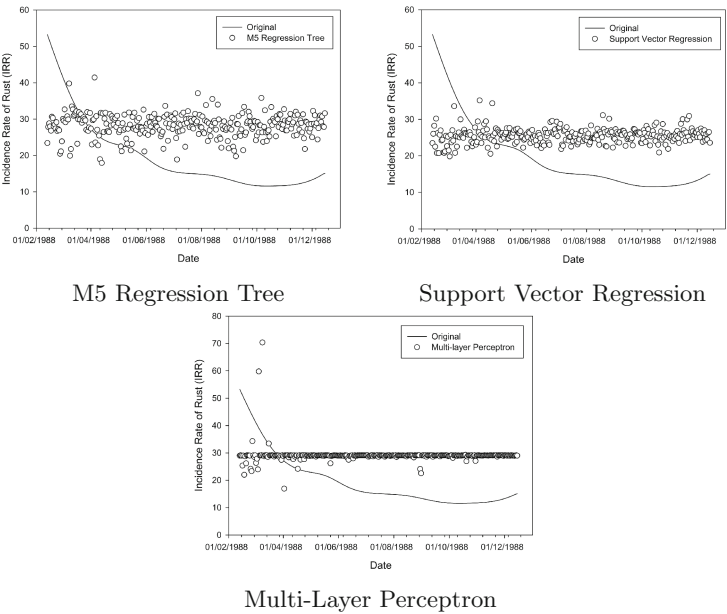 60
50
40
30
20
10
0
Incidence Rate of Rust (IRR)
Original
M5 Regression Tree
01/02/1988 01/04/1988 01/06/1988 01/08/1988 01/10/1988 01/12/1988
Date
M5 Regression Tree
60
50
40
30
20
10
0
Incidence Rate of Rust (IRR)
Original
Support Vector Regression
01/02/1988 01/04/1988 01/06/1988 01/08/1988 01/10/1988 01/12/1988
Date
Support Vector Regression
80
70
60
50
40
30
20
10
0
Incidence Rate of Rust (IRR)
Original
Multi-layer Perceptron
01/02/1988 01/04/1988 01/06/1988 01/08/1988 01/10/1988 01/12/1988
Date
Multi-Layer Perceptron